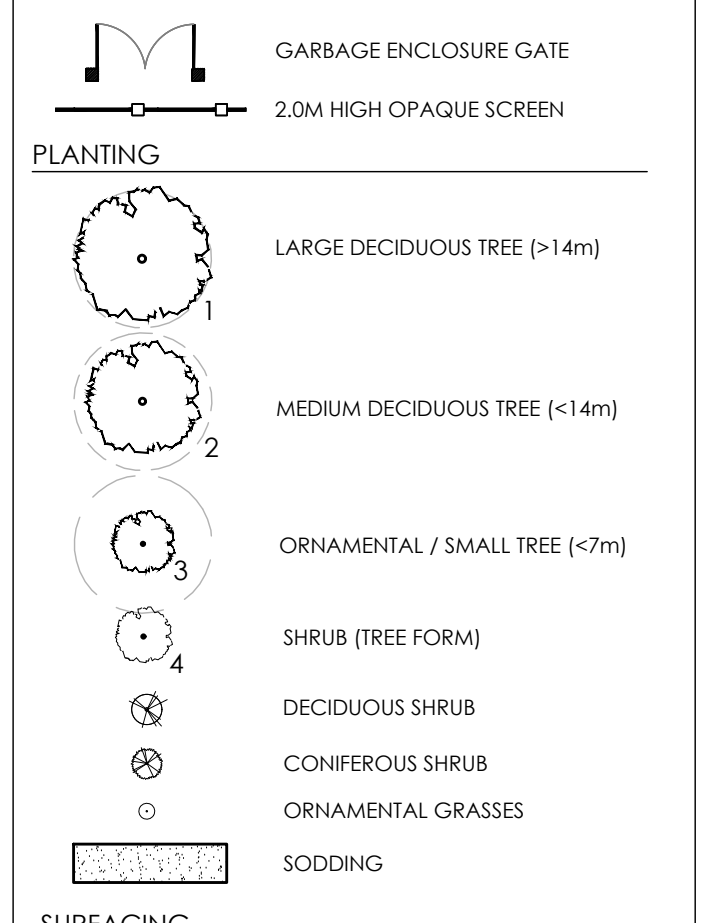 GARBAGE ENCLOSURE GATE
2.0M HIGH OPAQUE SCREEN
PLANTING
LARGE DECIDUOUS TREE (>14m)
1
MEDIUM DECIDUOUS TREE (<14m)
2
ORNAMENTAL / SMALL TREE (<7m)
3
SHRUB (TREE FORM)
4
DECIDUOUS SHRUB
CONIFEROUS SHRUB
ORNAMENTAL GRASSES
SODDING
SURFACING